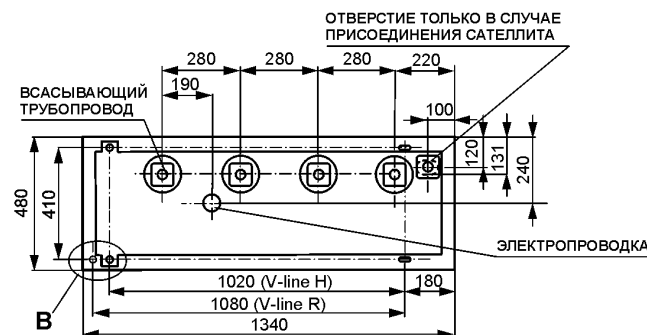 ОТВЕРСТИЕ ТОЛЬКО В СЛУЧАЕ
ПРИСОЕДИНЕНИЯ САТЕЛЛИТА
280
280
280
220
190
ВСАСЫВАЮЩИЙ
ТРУБОПРОВОД
100
120
131
240
480
410
ЭЛЕКТРОПРОВОДКА
1020 (V-line H)
180
1080 (V-line R)
B
1340